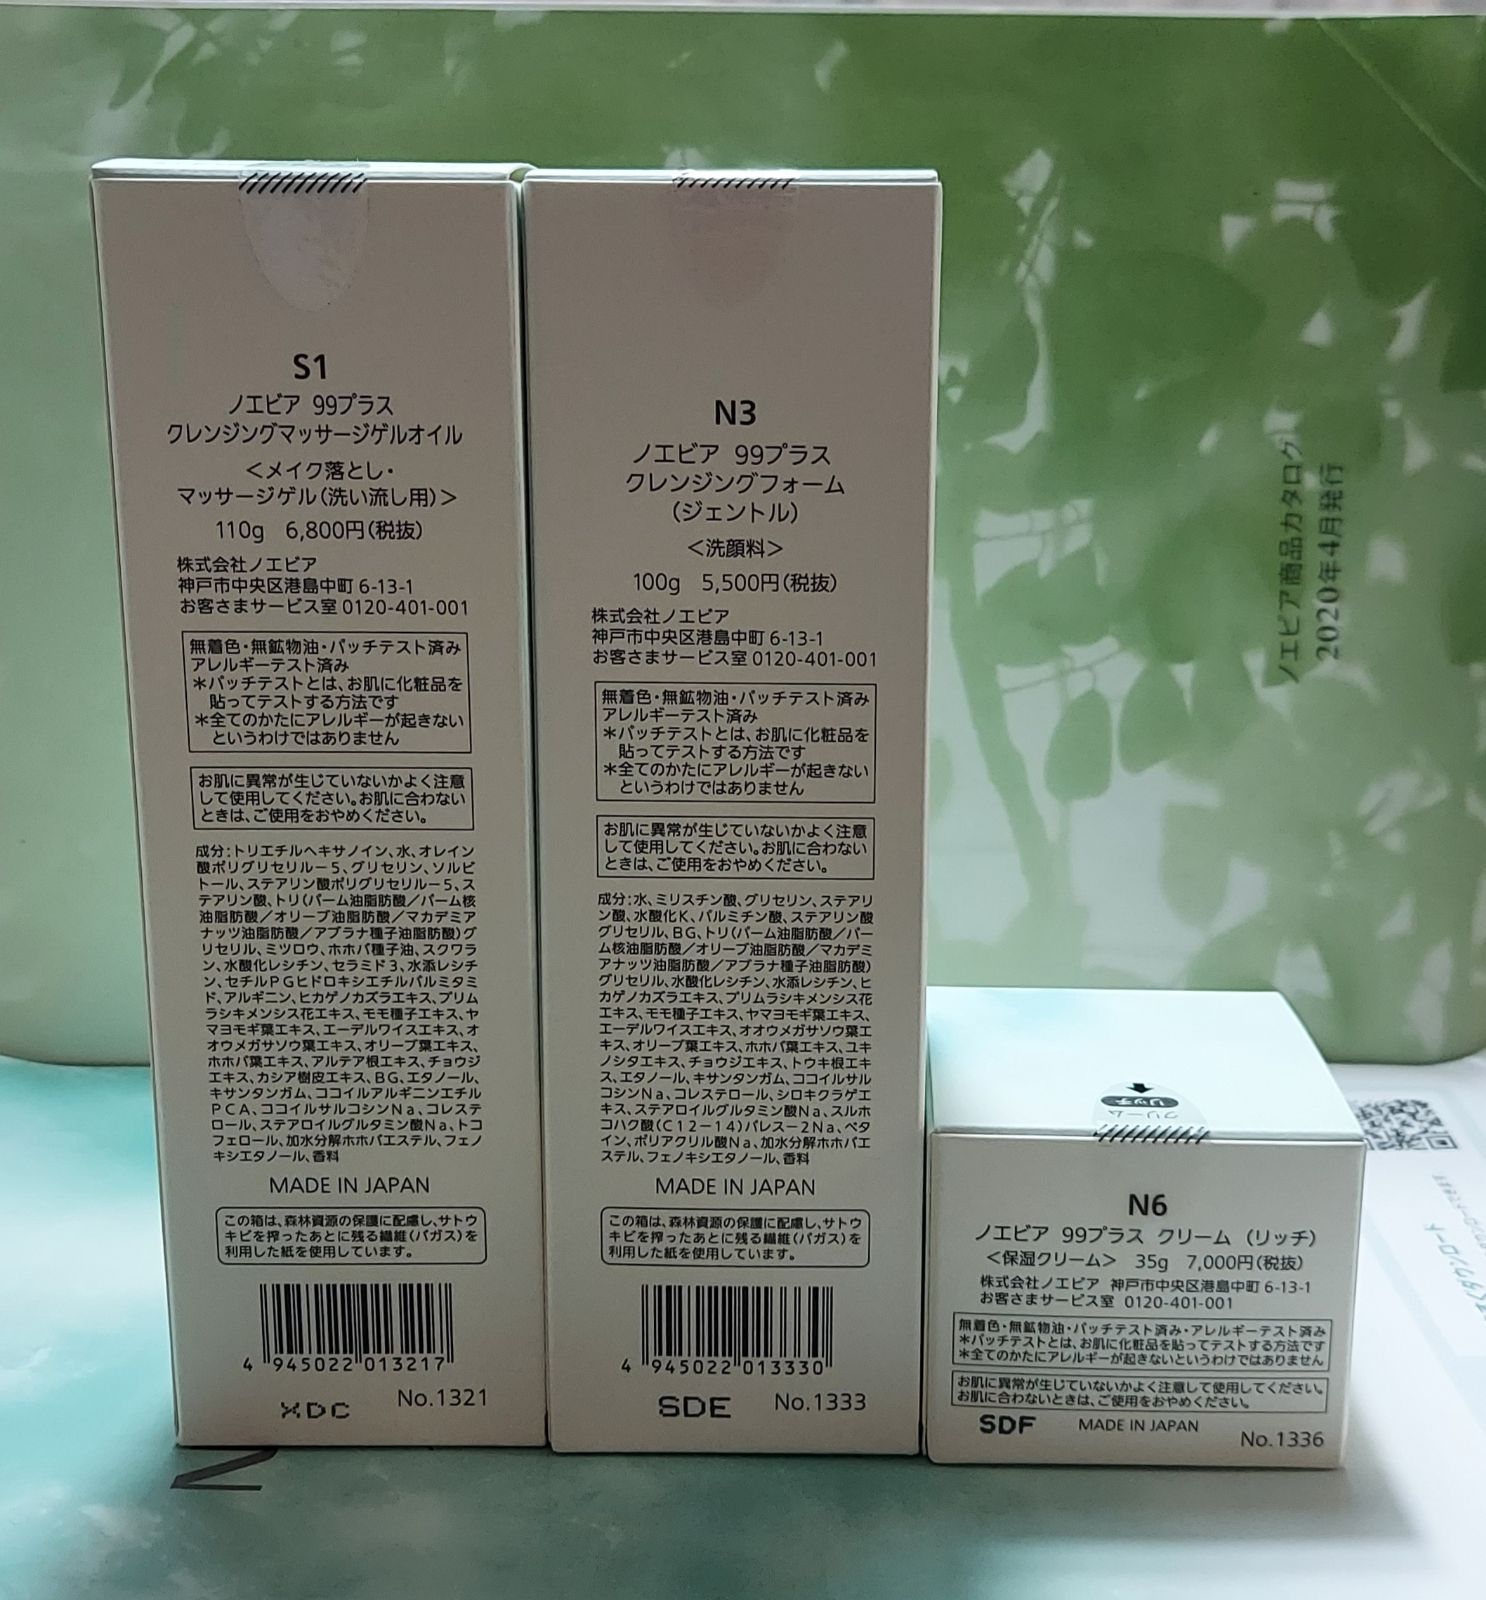 S1
ノエビア 99プラス
クレンジングマッサージゲルオイル
＜メイク落とし・
マッサージゲル(洗い流し用)＞
110g 6,800円(税抜)
株式会社ノエビア
神戸市中央区港島中町 6-13-1
お客さまサービス室 0120-401-001
無着色・無鉱物油・パッチテスト済み
アレルギーテスト済み
＊パッチテストとは、お肌に化粧品を
貼ってテストする方法です
＊全てのかたにアレルギーが起きない
というわけではありません
お肌に異常が生じていないかよく注意
して使用してください。お肌に合わない
ときは、ご使用をおやめください。
成分:トリエチルヘキサノイン、水、オレイン
酸ポリグリセリル－5、グリセリン、ソルビ
トール、ステアリン酸ポリグリセリル－5、ス
テアリン酸、トリ(パーム油脂肪酸／パーム核
油脂肪酸／オリーブ油脂肪酸／マカデミア
ナッツ油脂肪酸／アブラナ種子油脂肪酸)グ
リセリル、ミツロウ、ホホバ種子油、スクワラ
ン、水酸化レシチン、セラミド3、水添レシチ
ン、セチルPGヒドロキシエチルパルミタミ
ド、アルギニン、ヒカゲノカズラエキス、プリム
ラシキメンシス花エキス、モモ種子エキス、ヤ
マヨモギ葉エキス、エーデルワイスエキス、オ
オウメガサソウ葉エキス、オリーブ葉エキス、
ホホバ葉エキス、アルテア根エキス、チョウジ
エキス、カシア樹皮エキス、BG、エタノール、
キサンタンガム、ココイルアルギニンエチル
PCA、ココイルサルコシンNa、コレステ
ロール、ステアロイルグルタミン酸Na、トコ
フェロール、加水分解ホホバエステル、フェノ
キシエタノール、香料
MADE IN JAPAN
この箱は、森林資源の保護に配慮し、サトウ
キビを搾ったあとに残る繊維(バガス)を
利用した紙を使用しています。
4 945022 013217
XDC No.1321
N3
ノエビア 99プラス
クレンジングフォーム
(ジェントル)
＜洗顔料＞
100g 5,500円(税抜)
株式会社ノエビア
神戸市中央区港島中町 6-13-1
お客さまサービス室 0120-401-001
無着色・無鉱物油・パッチテスト済み
アレルギーテスト済み
＊パッチテストとは、お肌に化粧品を
貼ってテストする方法です
＊全てのかたにアレルギーが起きない
というわけではありません
お肌に異常が生じていないかよく注意
して使用してください。お肌に合わない
ときは、ご使用をおやめください。
成分:水、ミリスチン酸、グリセリン、ステアリ
ン酸、水酸化K、パルミチン酸、ステアリン酸
グリセリル、BG、トリ(パーム油脂肪酸／パー
ム核油脂肪酸／オリーブ油脂肪酸／マカデミ
アナッツ油脂肪酸／アブラナ種子油脂肪酸)
グリセリル、水酸化レシチン、水添レシチン、ヒ
カゲノカズラエキス、プリムラシキメンシス花
エキス、モモ種子エキス、ヤマヨモギ葉エキス、
エーデルワイスエキス、オオウメガサソウ葉エ
キス、オリーブ葉エキス、ホホバ葉エキス、ユキ
ノシタエキス、チョウジエキス、トウキ根エキ
ス、エタノール、キサンタンガム、ココイルサル
コシンNa、コレステロール、シロキクラゲエ
キス、ステアロイルグルタミン酸Na、スルホ
コハク酸(C12－14)パレス－2Na、ベタ
イン、ポリアクリル酸Na、加水分解ホホバエ
ステル、フェノキシエタノール、香料
MADE IN JAPAN
この箱は、森林資源の保護に配慮し、サトウ
キビを搾ったあとに残る繊維(バガス)を
利用した紙を使用しています。
4 945022 013330
SDE No.1333
クリーム
リッチ
N6
ノエビア 99プラス クリーム (リッチ)
＜保湿クリーム＞ 35g 7,000円(税抜)
株式会社ノエビア 神戸市中央区港島中町 6-13-1
お客さまサービス室 0120-401-001
無着色・無鉱物油・パッチテスト済み・アレルギーテスト済み
＊パッチテストとは、お肌に化粧品を貼ってテストする方法です
＊全てのかたにアレルギーが起きないというわけではありません
お肌に異常が生じていないかよく注意して使用してください。
お肌に合わないときは、ご使用をおやめください。
SDF MADE IN JAPAN No.1336
ノエビア商品カタログ
2020年4月発行